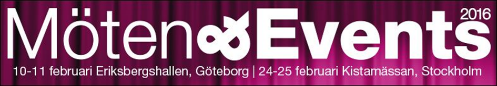 Möten&Events 2016
10-11 februari Eriksbergshallen, Göteborg | 24-25 februari Kistamässan, Stockholm